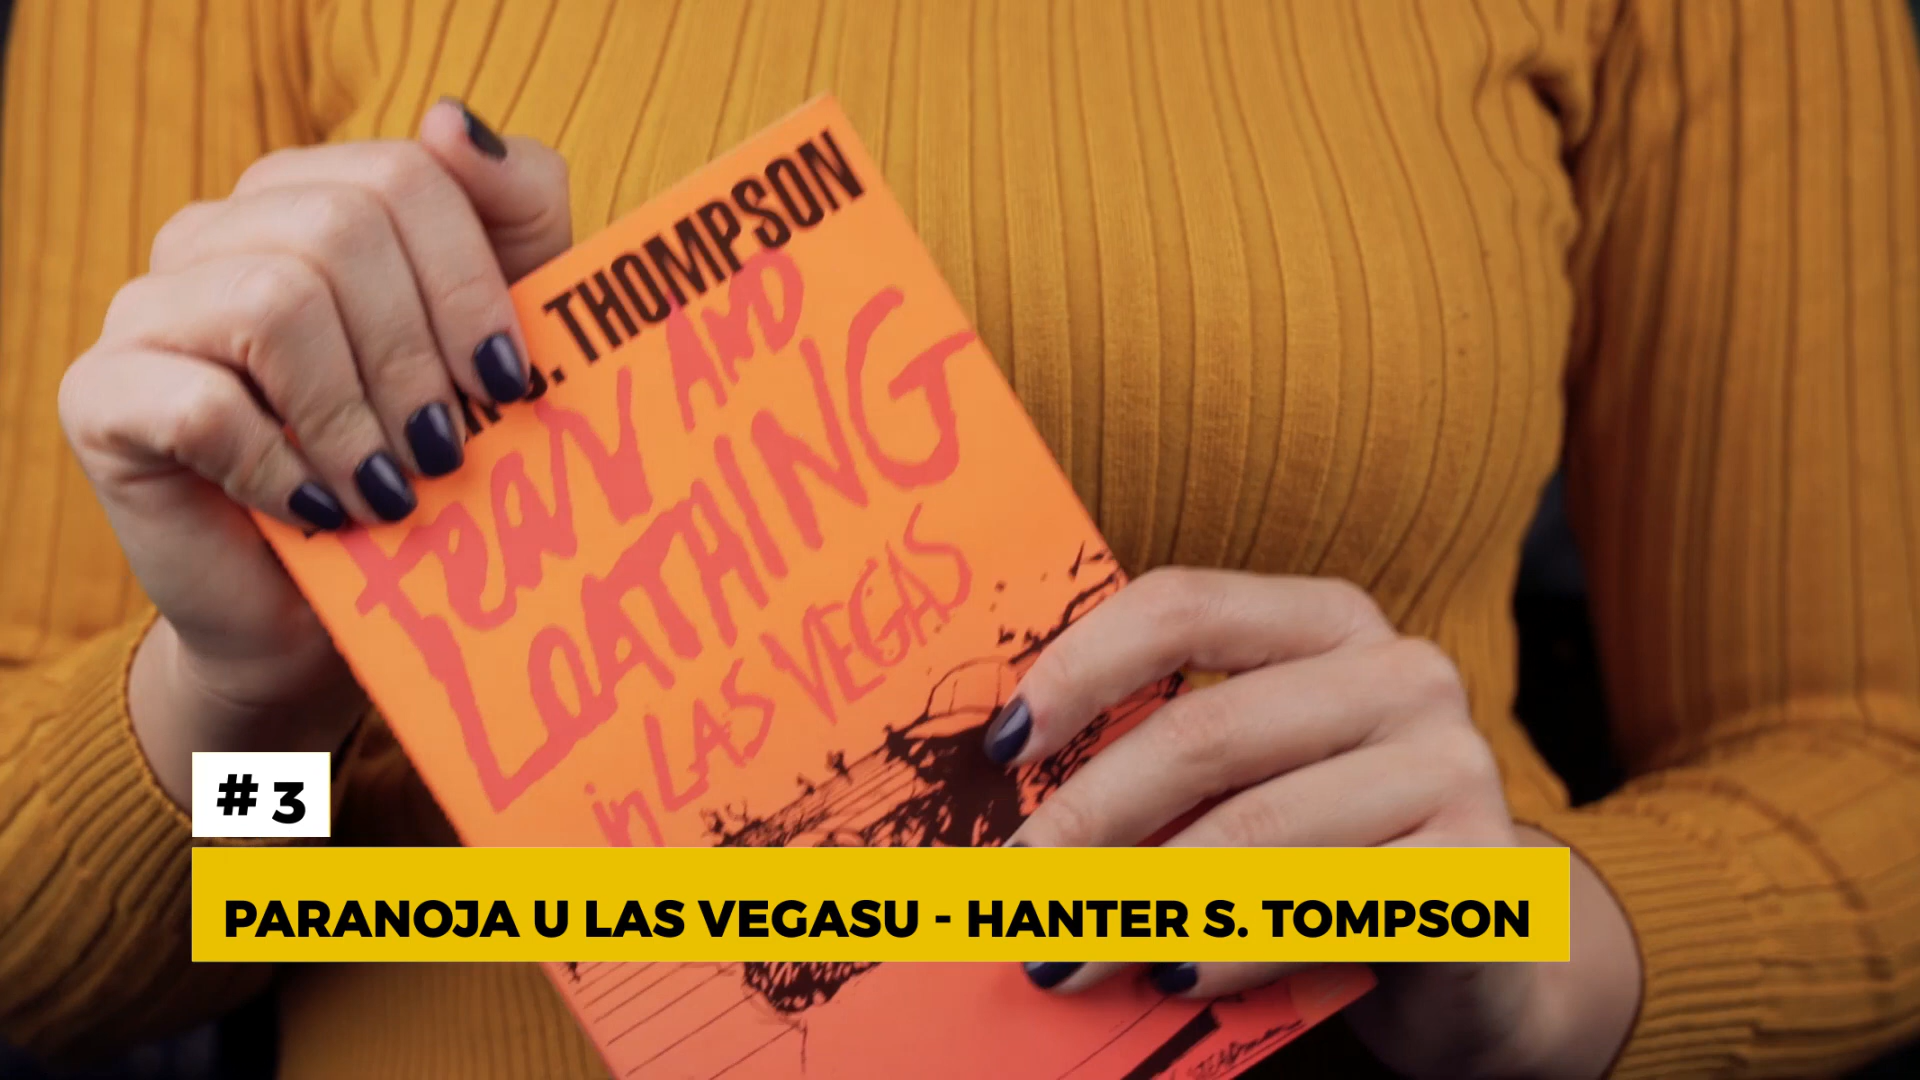 S. THOMPSON
fear AND
LOATHING
in LAS VEGAS
# 3
PARANOJA U LAS VEGASU - HANTER S. TOMPSON